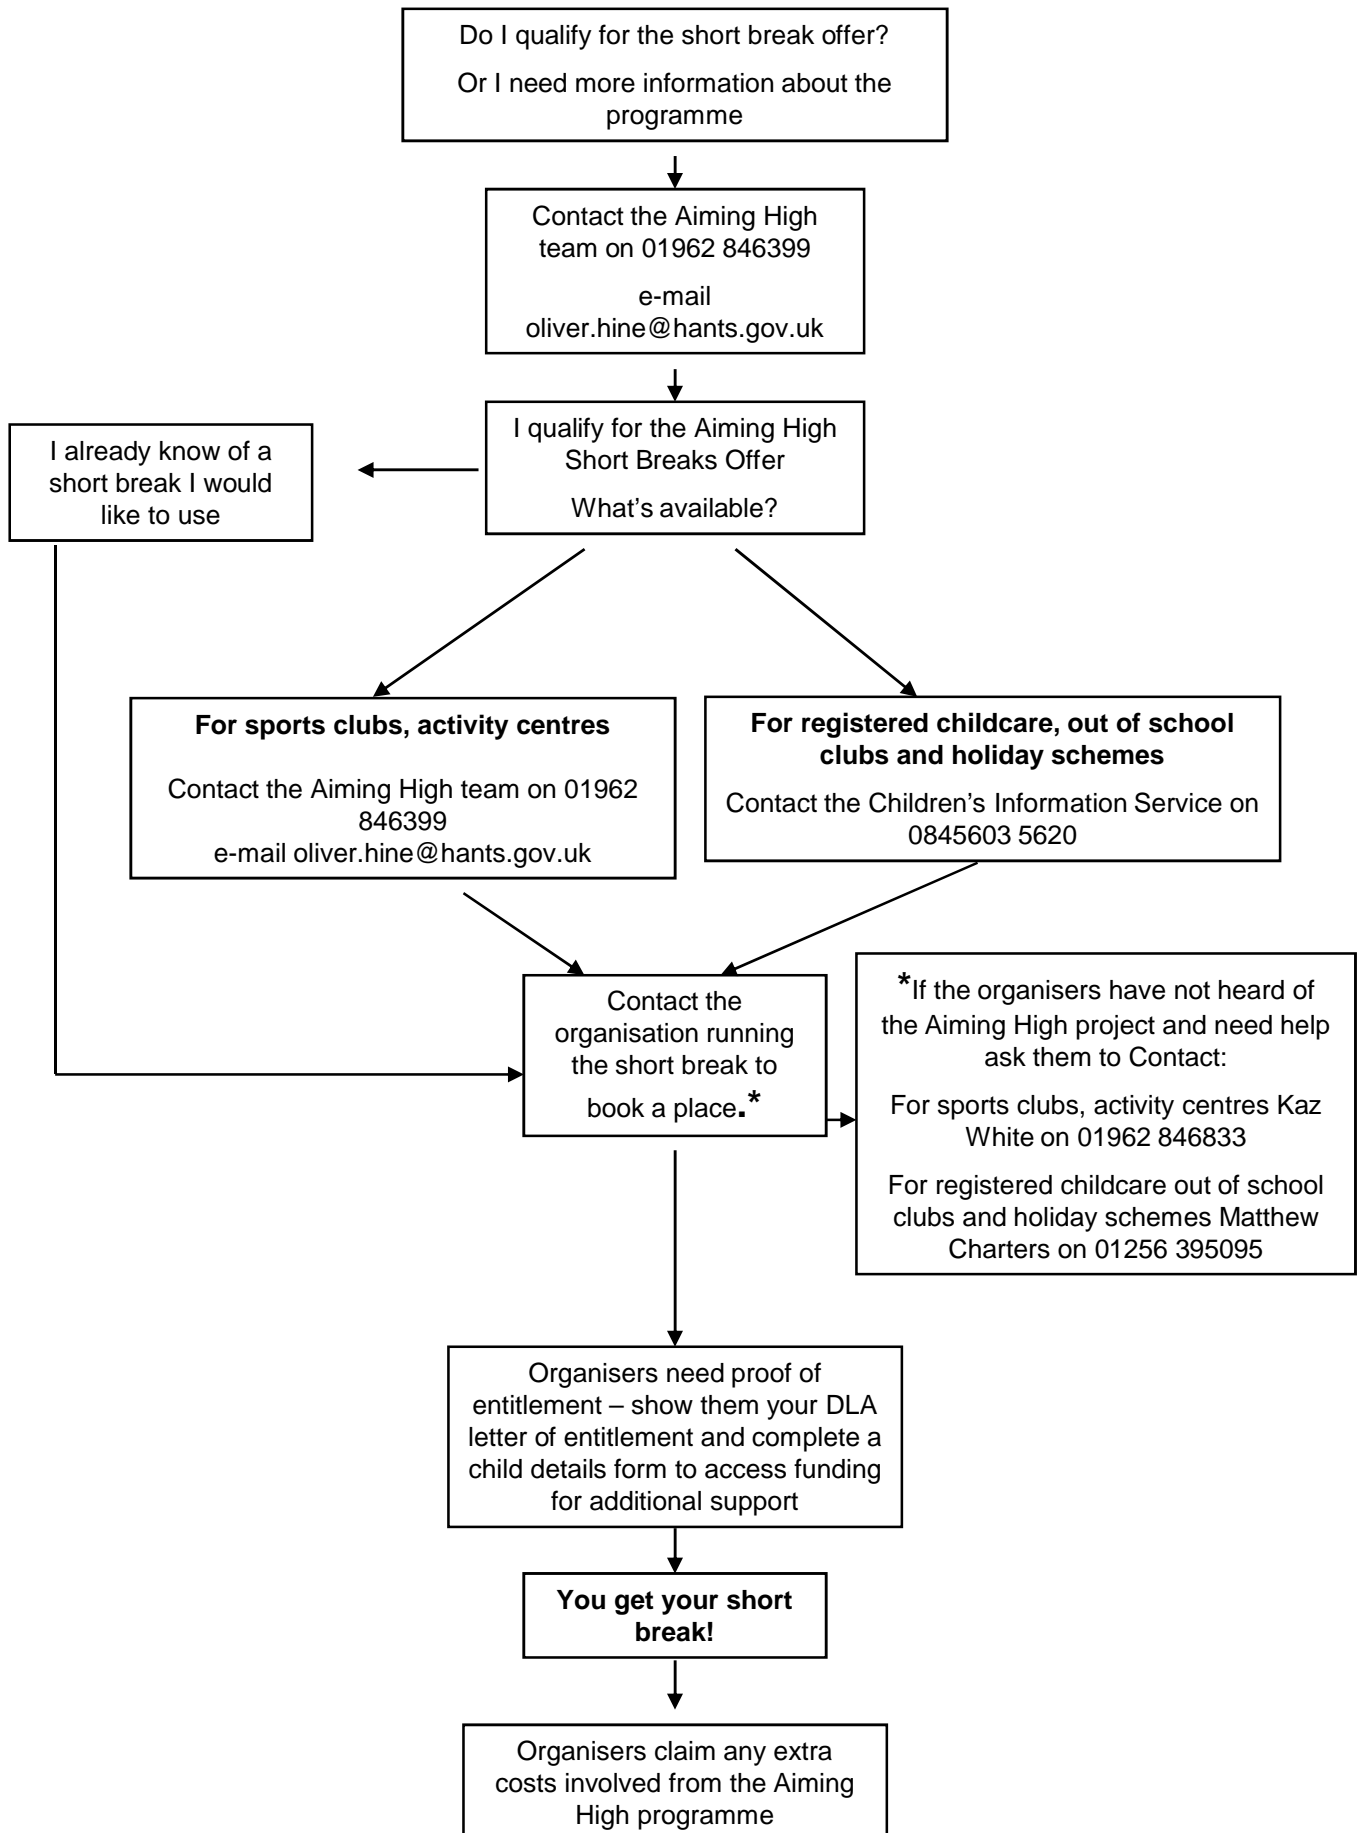 Do I qualify for the short break offer?
Or I need more information about the
programme
Contact the Aiming High
team on 01962 846399
e-mail
oliver.hine@hants.gov.uk
I qualify for the Aiming High
Short Breaks Offer
What's available?
I already know of a
short break I would
like to use
For sports clubs, activity centres
Contact the Aiming High team on 01962
846399
e-mail oliver.hine@hants.gov.uk
For registered childcare, out of school
clubs and holiday schemes
Contact the Children's Information Service on
0845603 5620
Contact the
organisation running
the short break to
book a place.*
*If the organisers have not heard of
the Aiming High project and need help
ask them to Contact:
For sports clubs, activity centres Kaz
White on 01962 846833
For registered childcare out of school
clubs and holiday schemes Matthew
Charters on 01256 395095
Organisers need proof of
entitlement – show them your DLA
letter of entitlement and complete a
child details form to access funding
for additional support
You get your short
break!
Organisers claim any extra
costs involved from the Aiming
High programme